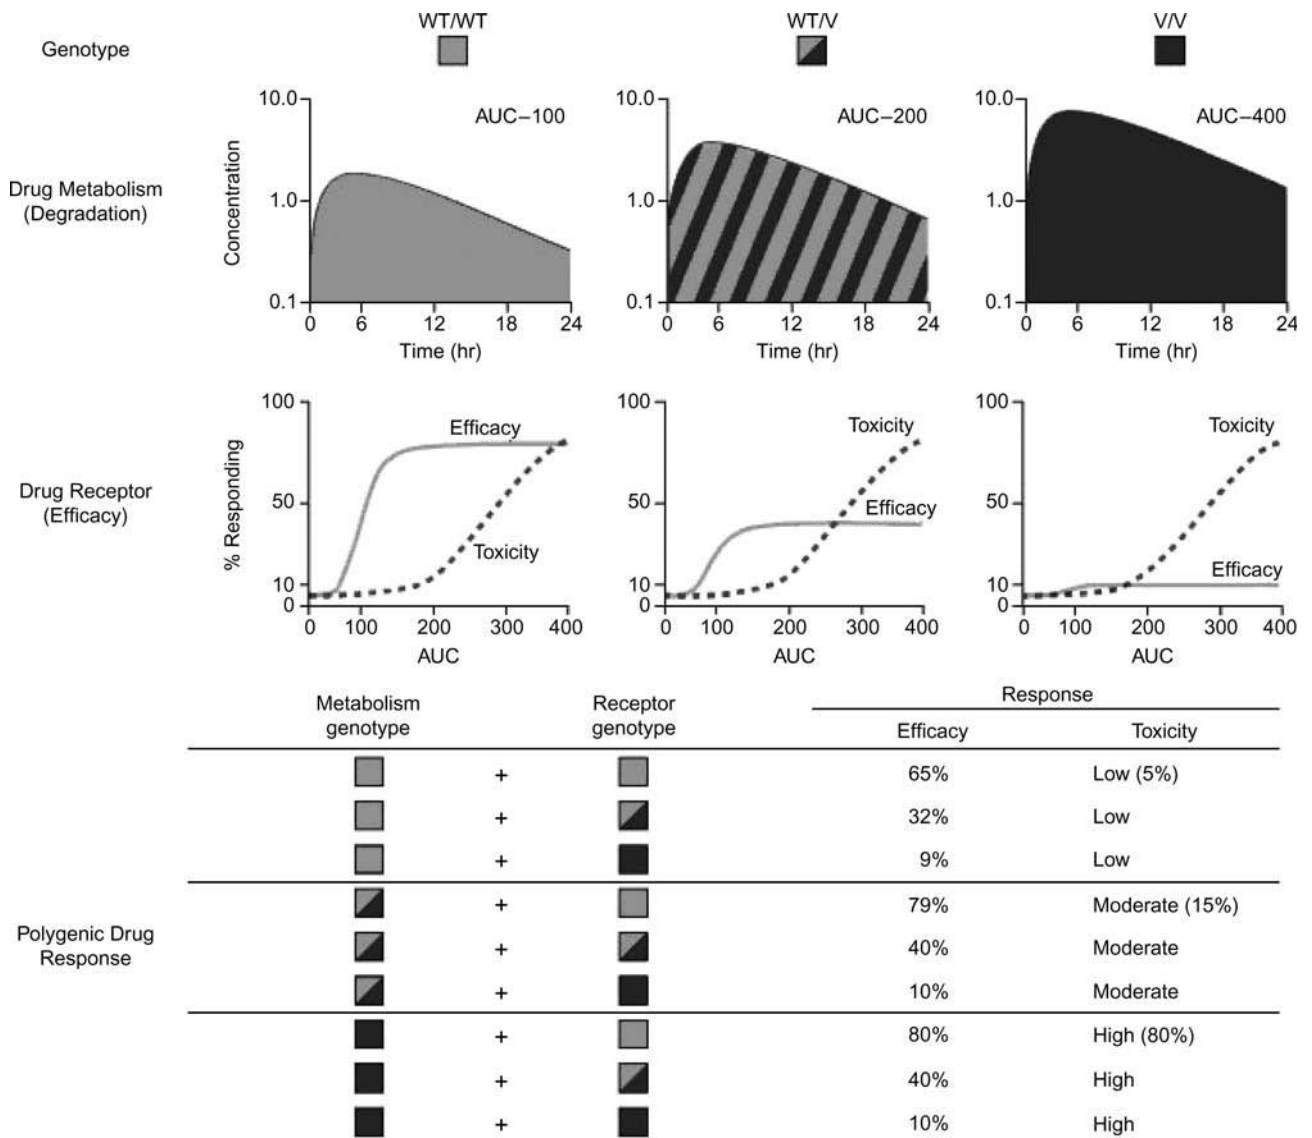 WT/WT WT/V V/V
Genotype
10.0 10.0 10.0
AUC–100 AUC–200 AUC–400
Drug Metabolism
(Degradation)
Concentration
1.0 1.0 1.0
0.1 0.1 0.1
0 6 12 18 24 0 6 12 18 24 0 6 12 18 24
Time (hr) Time (hr) Time (hr)
100 100 100
Efficacy Toxicity Toxicity
Drug Receptor
(Efficacy)
% Responding
50 50 50
Efficacy
Toxicity
Efficacy
10 10 10
0 0 0
0 100 200 300 400 0 100 200 300 400 0 100 200 300 400
AUC AUC AUC
Metabolism
genotype
Receptor
genotype
Response
Efficacy Toxicity
+ 65% Low (5%)
+ 32% Low
+ 9% Low
Polygenic Drug
Response
+ 79% Moderate (15%)
+ 40% Moderate
+ 10% Moderate
+ 80% High (80%)
+ 40% High
+ 10% High